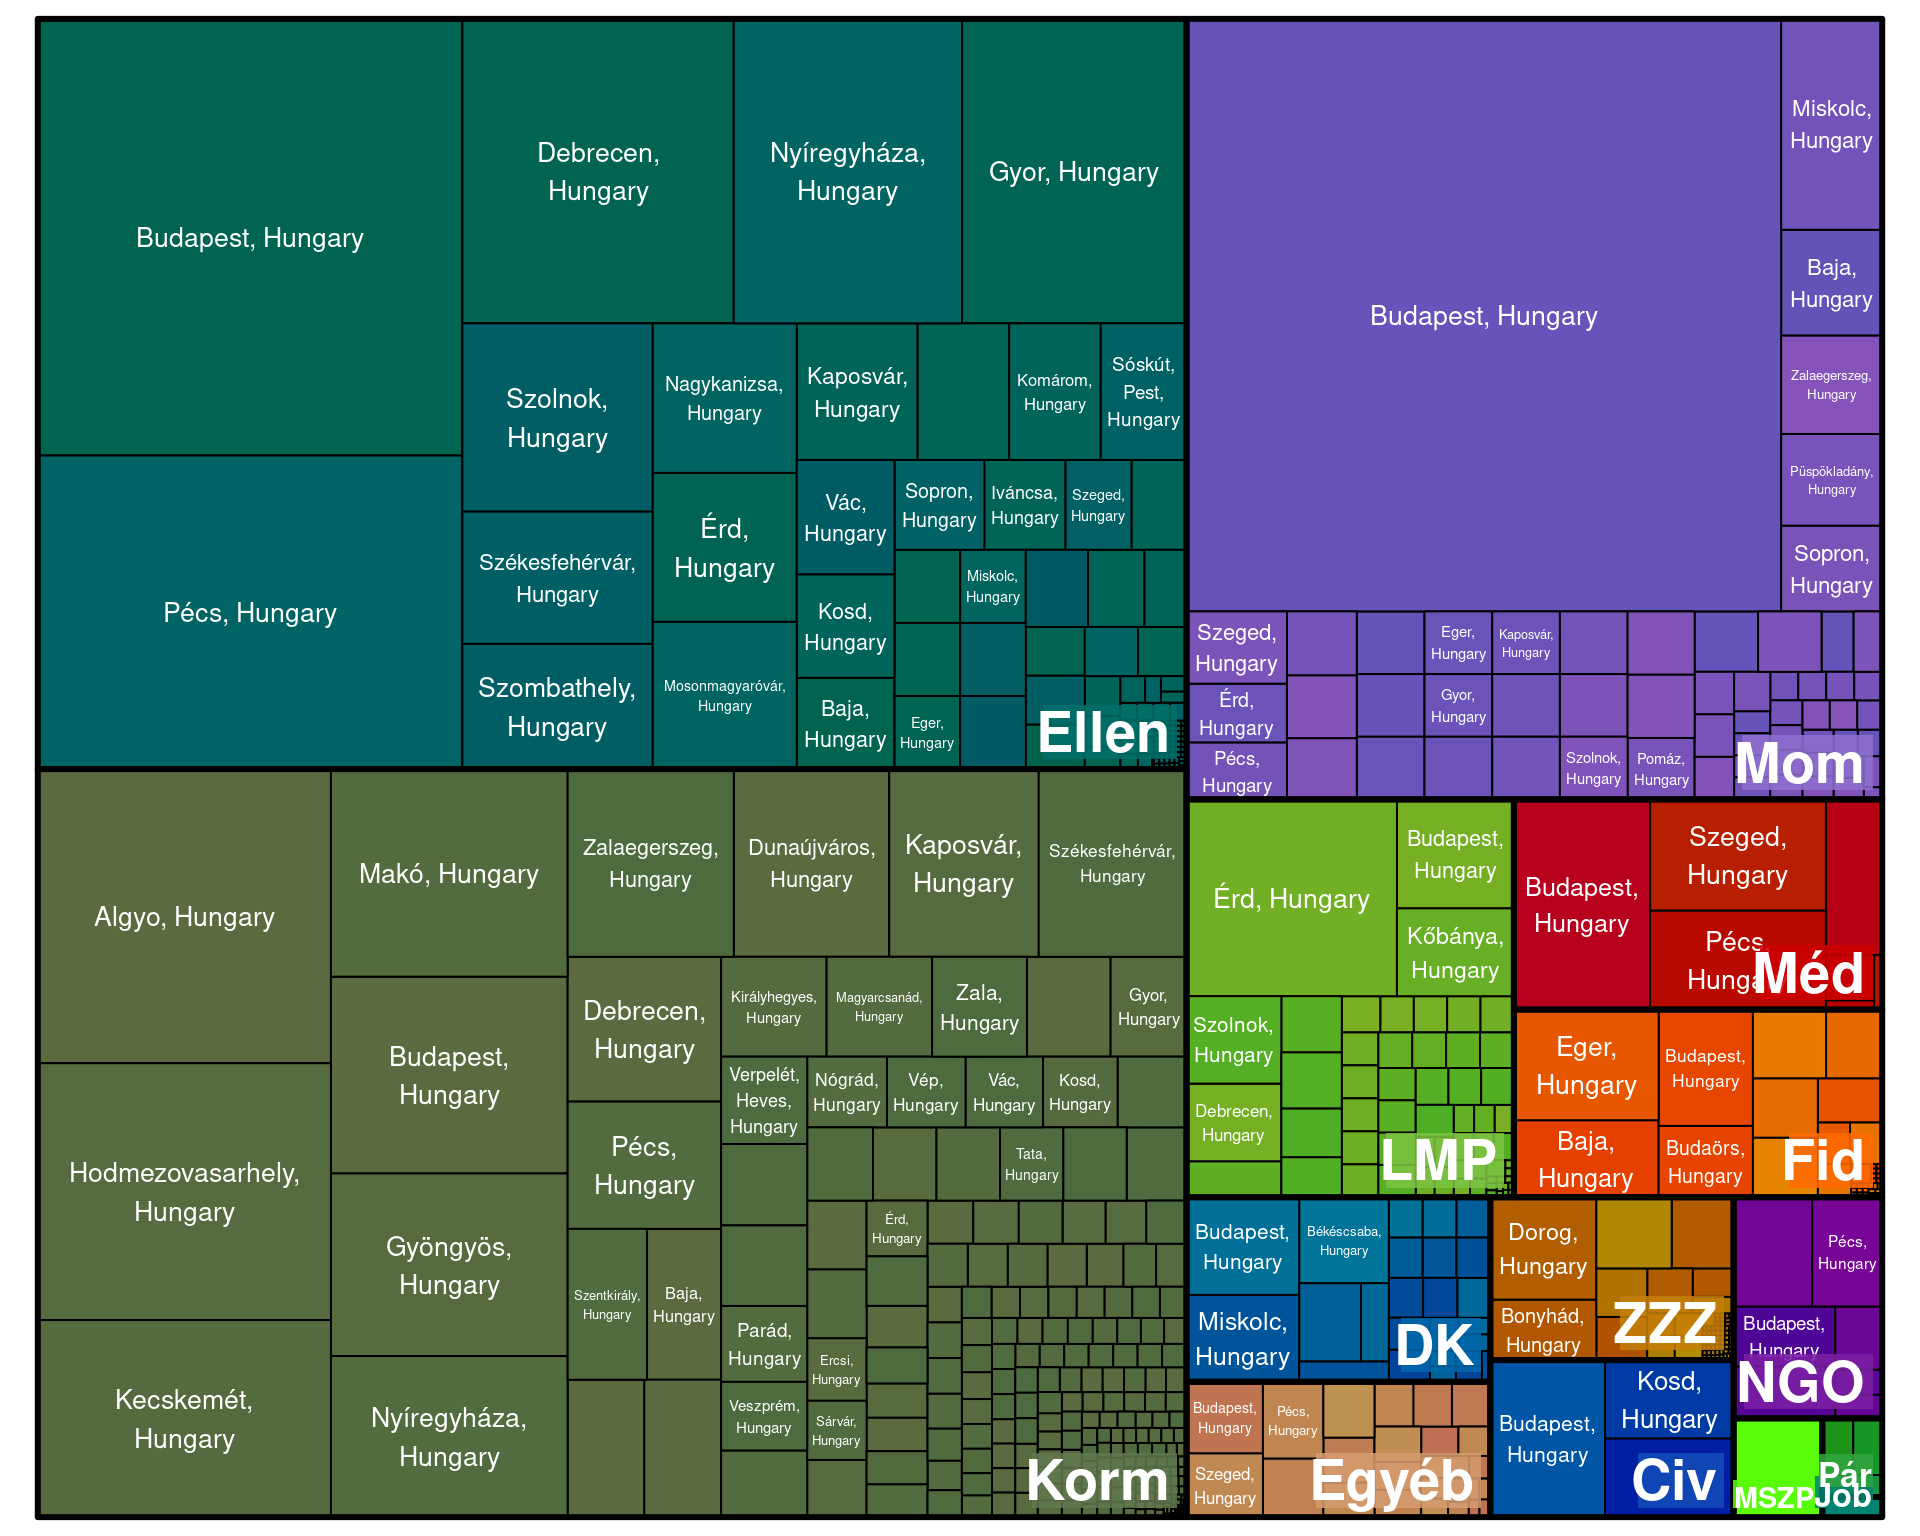 Budapest, Hungary
Debrecen,
Hungary
Nyíregyháza,
Hungary
Gyor, Hungary
Pécs, Hungary
Szolnok,
Hungary
Székesfehérvár,
Hungary
Szombathely,
Hungary
Nagykanizsa,
Hungary
Érd,
Hungary
Mosonmagyaróvár,
Hungary
Kaposvár,
Hungary
Komárom,
Hungary
Sóskút,
Pest,
Hungary
Vác,
Hungary
Sopron,
Hungary
Iváncsa,
Hungary
Szeged,
Hungary
Kosd,
Hungary
Miskolc,
Hungary
Baja,
Hungary
Eger,
Hungary
Ellen
Budapest, Hungary
Miskolc,
Hungary
Baja,
Hungary
Zalaegerszeg,
Hungary
Püspökladány,
Hungary
Sopron,
Hungary
Szeged,
Hungary
Érd,
Hungary
Pécs,
Hungary
Eger,
Hungary
Kaposvár,
Hungary
Gyor,
Hungary
Szolnok,
Hungary
Pomáz,
Hungary
Mom
Algyo, Hungary
Hodmezovasarhely,
Hungary
Kecskemét,
Hungary
Makó, Hungary
Budapest,
Hungary
Gyöngyös,
Hungary
Nyíregyháza,
Hungary
Zalaegerszeg,
Hungary
Dunaújváros,
Hungary
Kaposvár,
Hungary
Székesfehérvár,
Hungary
Debrecen,
Hungary
Pécs,
Hungary
Szentkirály,
Hungary
Baja,
Hungary
Királyhegyes,
Hungary
Magyarcsanád,
Hungary
Zala,
Hungary
Gyor,
Hungary
Verpelét,
Heves,
Hungary
Nógrád,
Hungary
Vép,
Hungary
Vác,
Hungary
Kosd,
Hungary
Tata,
Hungary
Érd,
Hungary
Parád,
Hungary
Ercsi,
Hungary
Veszprém,
Hungary
Sárvár,
Hungary
Korm
Érd, Hungary
Budapest,
Hungary
Kőbánya,
Hungary
Szolnok,
Hungary
Debrecen,
Hungary
LMP
Budapest,
Hungary
Szeged,
Hungary
Pécs,
Hungary
Méd
Eger,
Hungary
Budapest,
Hungary
Baja,
Hungary
Budaörs,
Hungary
Fid
Budapest,
Hungary
Békéscsaba,
Hungary
Miskolc,
Hungary
DK
Dorog,
Hungary
Bonyhád,
Hungary
ZZZ
Pécs,
Hungary
Budapest,
Hungary
NGO
Budapest,
Hungary
Pécs,
Hungary
Szeged,
Hungary
Egyéb
Budapest,
Hungary
Kosd,
Hungary
Civ
MSZP
Pár
Job